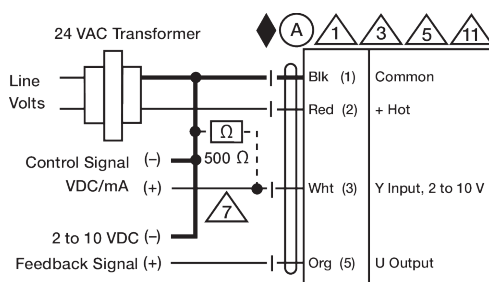 24 VAC Transformer
A 1 3 5 11
Line
Volts
Blk (1) Common
Red (2) + Hot
Ω
500 Ω
Control Signal (-)
VDC/mA (+)
Wht (3) Y Input, 2 to 10 V
7
2 to 10 VDC (-)
Feedback Signal (+)
Org (5) U Output